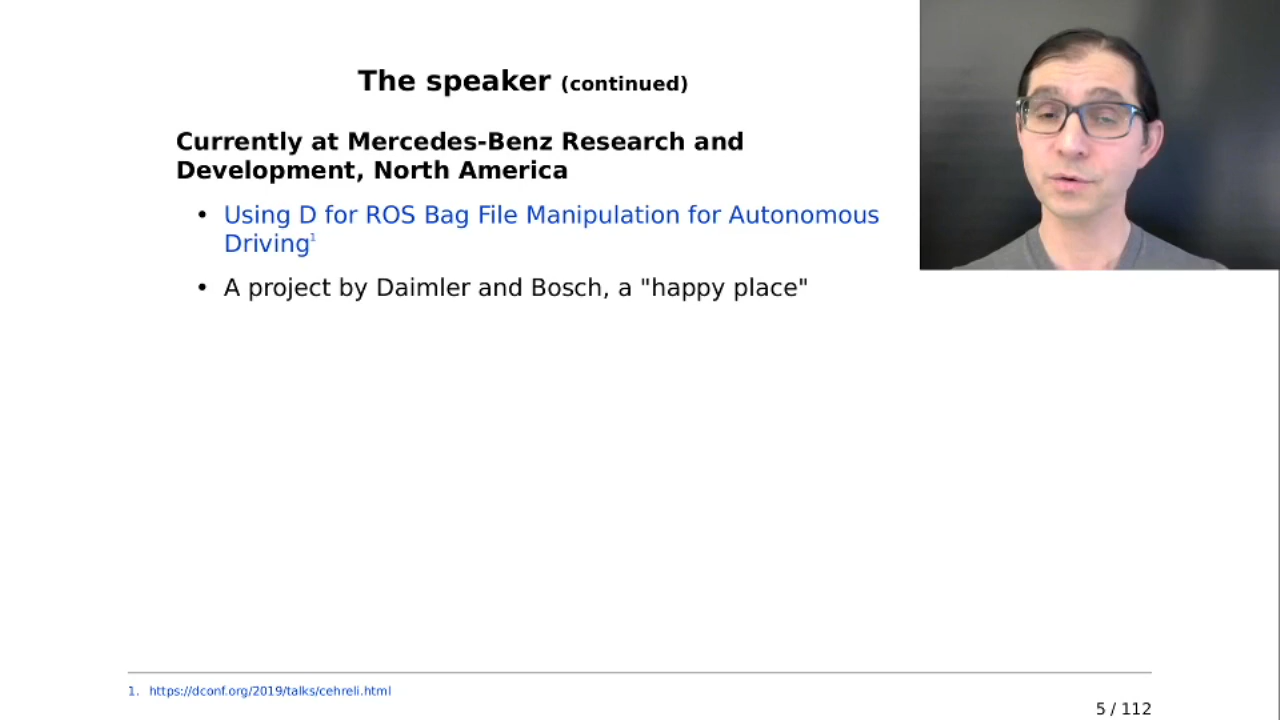 The speaker (continued)
Currently at Mercedes-Benz Research and
Development, North America
• Using D for ROS Bag File Manipulation for Autonomous
Driving¹
• A project by Daimler and Bosch, a "happy place"
1. https://dconf.org/2019/talks/cehreli.html
5 / 112